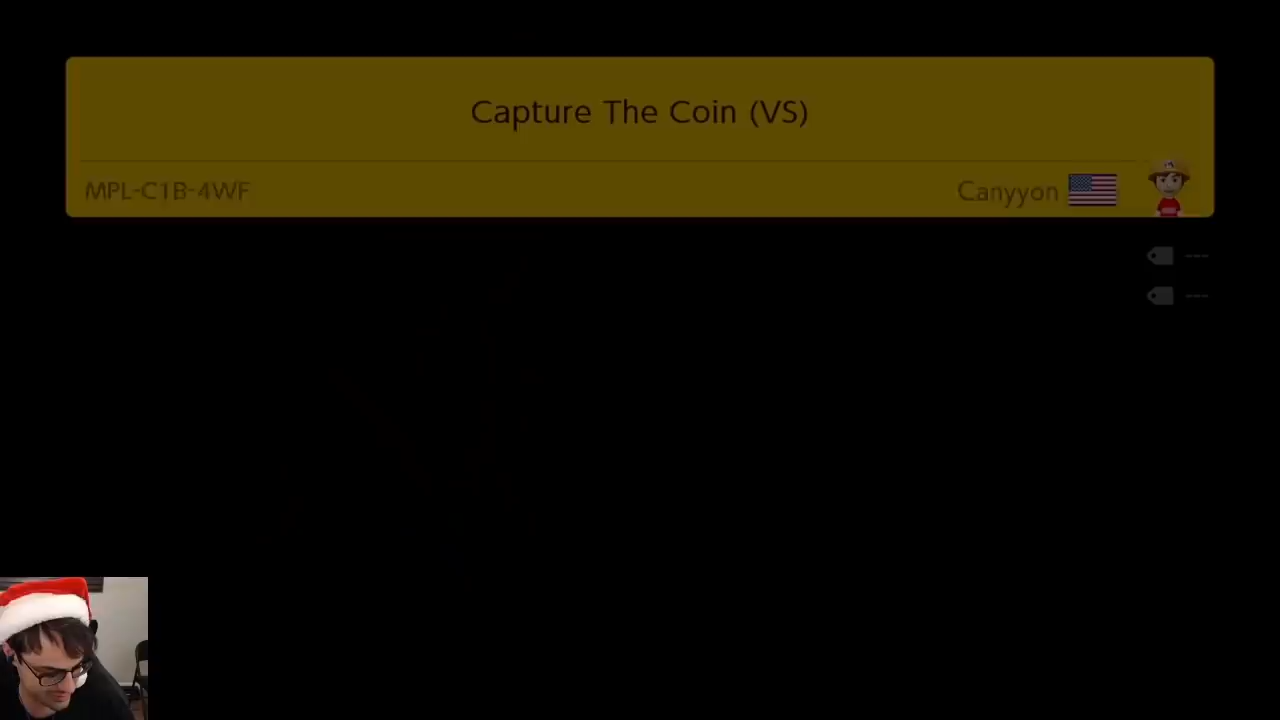 Capture The Coin (VS)
MPL-C1B-4WF
Canyyon
---
---